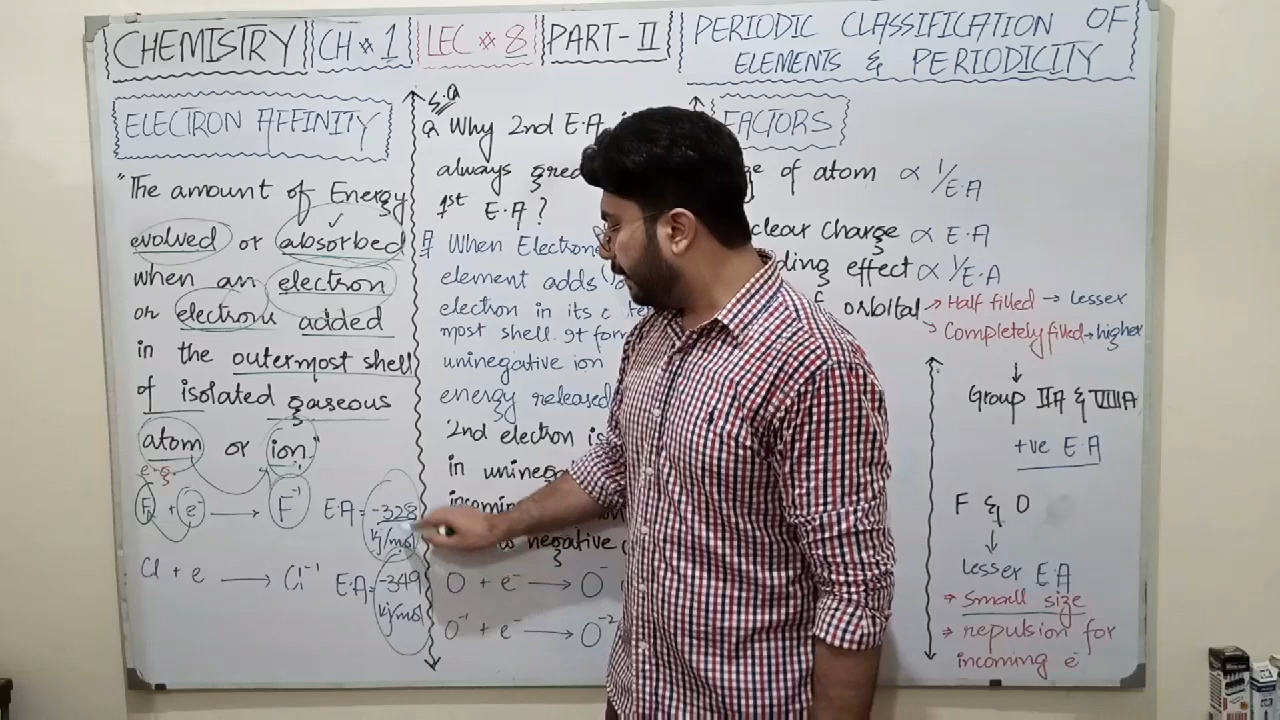 CHEMISTRY CH # 1 LEC # 8 PART-II
PERIODIC CLASSIFICATION OF
ELEMENTS & PERIODICITY
ELECTRON AFFINITY
"The amount of Energy
evolved or absorbed
when an electron
or electrons added
in the outermost shell
of isolated gaseous
atom or ion."
F + e⁻ → F⁻¹ E.A = -328
kj/mol
Cl + e → Cl⁻¹ E.A = -349
kj/mol
S.Q
Q Why 2nd E.A
always
1st E.A?
When
element adds
electron in its
most shell. It
uninegative ion
energy released
2nd electron is
in
negative
O + e⁻ → O⁻
O⁻¹ + e⁻ → O⁻²
FACTORS
of atom ∝ 1/E.A
Charge ∝ E.A
effect ∝ 1/E.A
orbital → Half filled → Lesser
→ Completely filled → higher
↓
Group IIA & VIIIA
+ve E.A
F & O
↓
Lesser E.A
⇒ Small size
⇒ repulsion for
incoming e⁻